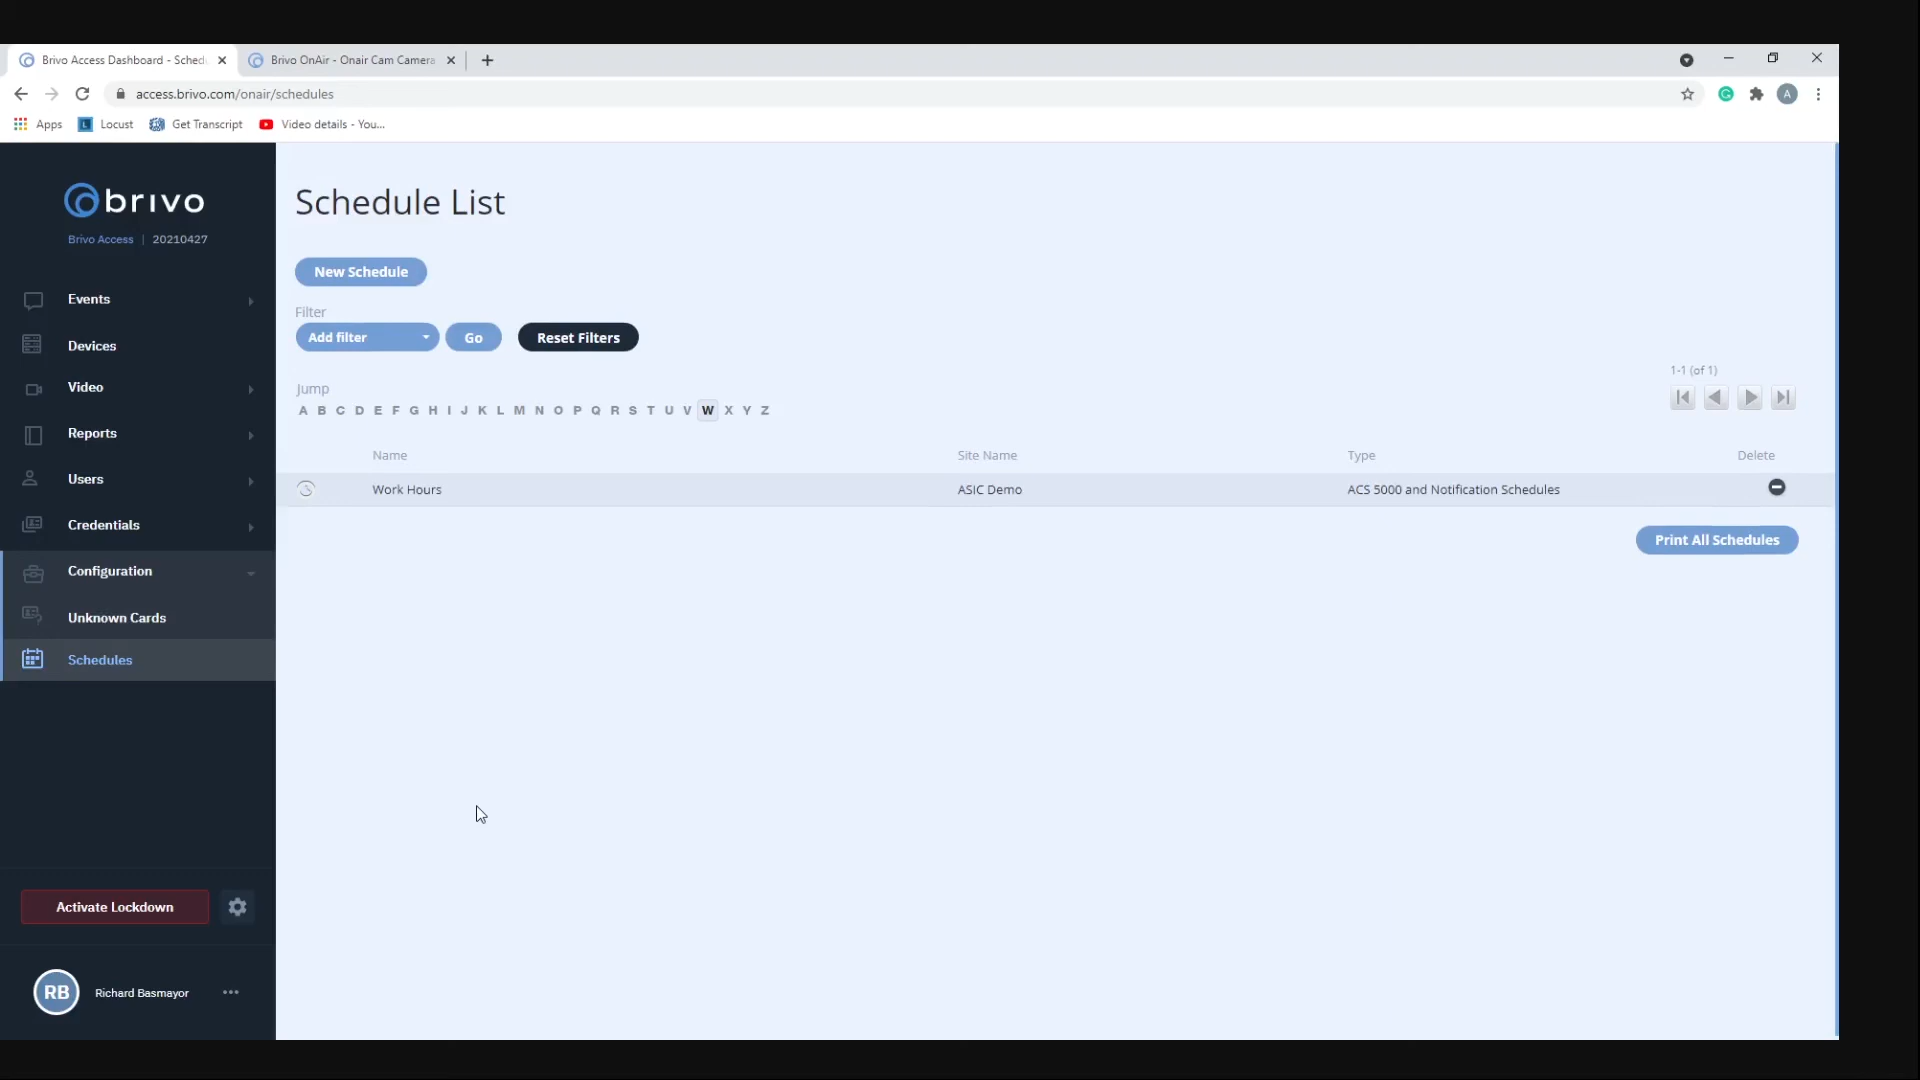 Brivo Access Dashboard - Sched
Brivo OnAir - Onair Cam Camera
access.brivo.com/onair/schedules
A
Apps
Locust
Get Transcript
Video details - You...
brivo
Brivo Access | 20210427
Events
Devices
Video
Reports
Users
Credentials
Configuration
Unknown Cards
Schedules
Activate Lockdown
RB
Richard Basmayor
Schedule List
New Schedule
Filter
Add filter
Go
Reset Filters
Jump
A B C D E F G H I J K L M N O P Q R S T U V W X Y Z
1-1 (of 1)
Name Site Name Type Delete
Work Hours ASIC Demo ACS 5000 and Notification Schedules
Print All Schedules